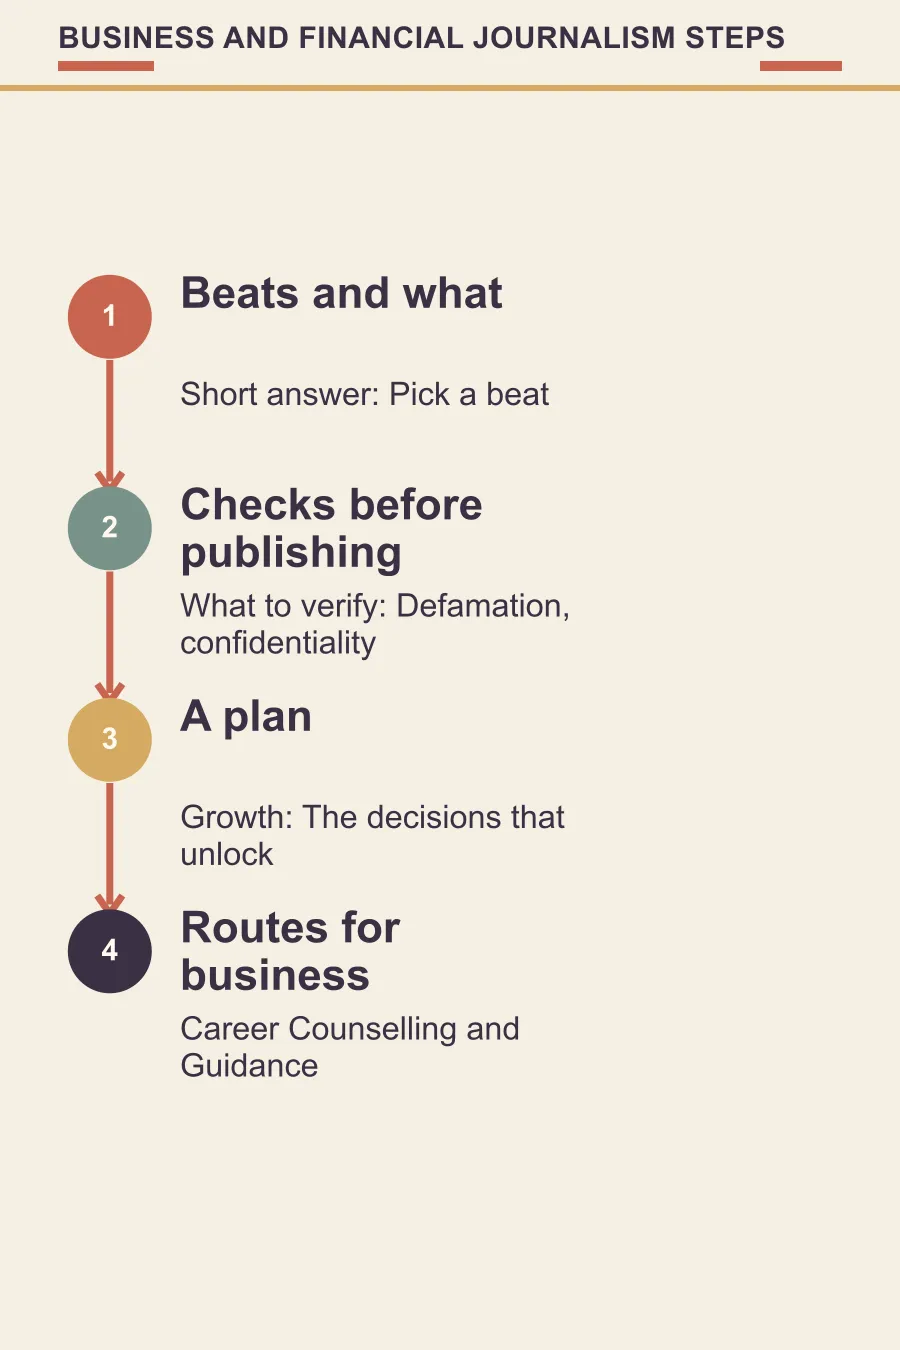 BUSINESS AND FINANCIAL JOURNALISM STEPS
1
Beats and what
Short answer: Pick a beat
2
Checks before
publishing
What to verify: Defamation,
confidentiality
3
A plan
Growth: The decisions that
unlock
4
Routes for
business
Career Counselling and
Guidance